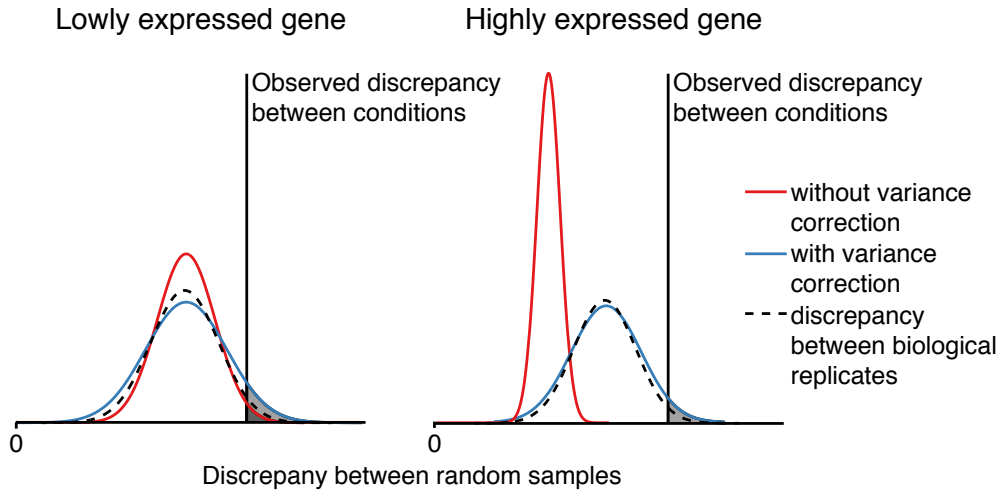 Lowly expressed gene
Highly expressed gene
Observed discrepancy
between conditions
Observed discrepancy
between conditions
without variance
correction
with variance
correction
discrepancy
between biological
replicates
0
0
Discrepany between random samples